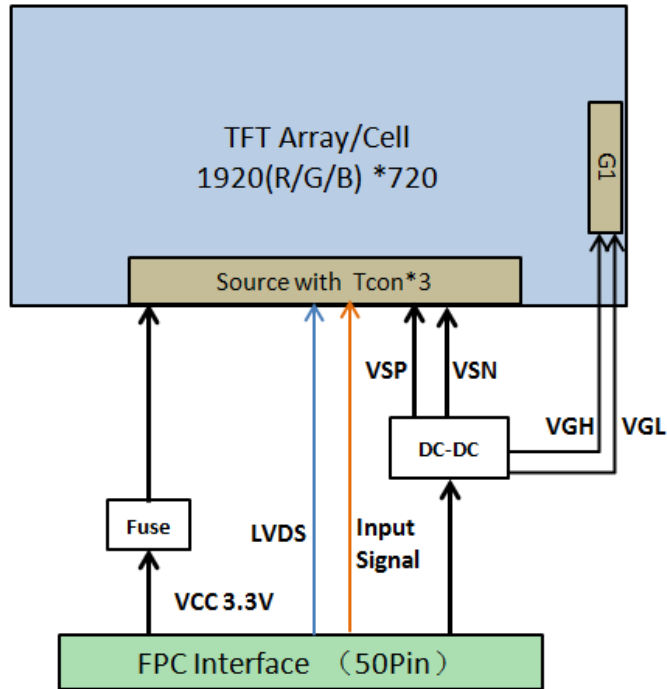 TFT Array/Cell
1920(R/G/B) *720
G1
Source with Tcon*3
VSP
VSN
VGH
VGL
DC-DC
Fuse
LVDS
Input
Signal
VCC 3.3V
FPC Interface （50Pin）